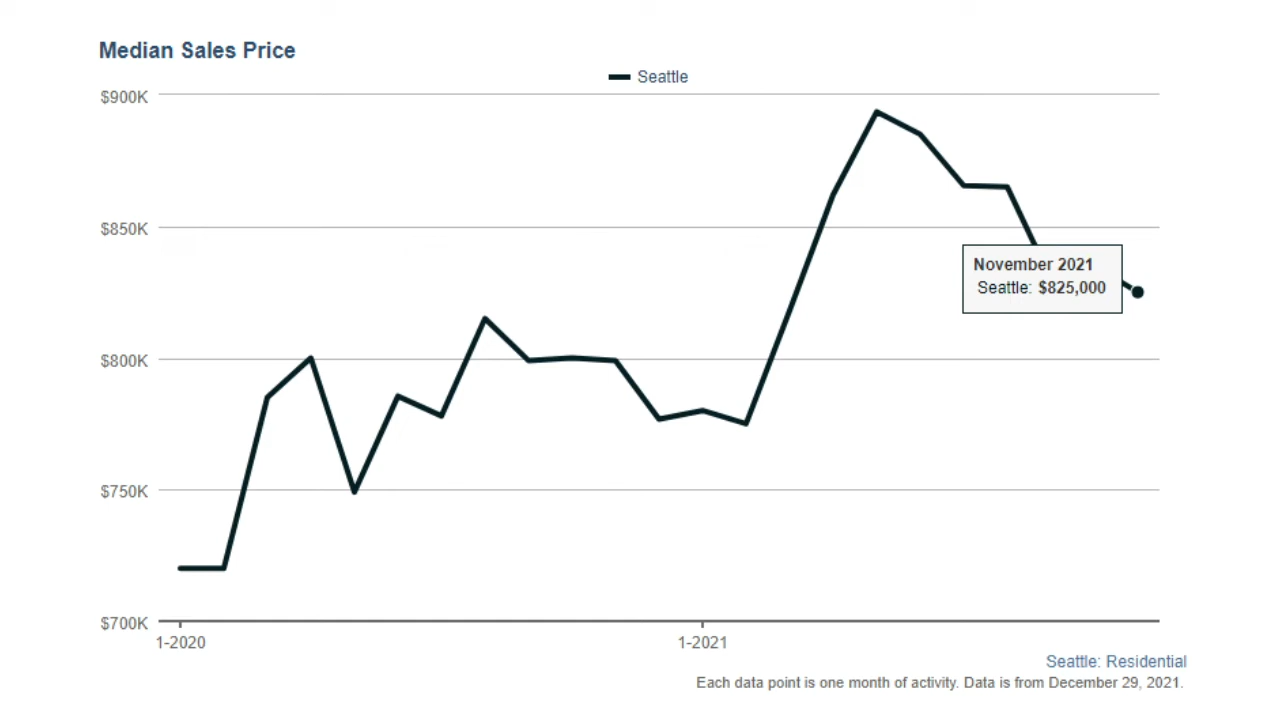 Median Sales Price
Seattle
$900K
$850K
$800K
$750K
$700K
November 2021
Seattle: $825,000
1-2020
1-2021
Seattle: Residential
Each data point is one month of activity. Data is from December 29, 2021.